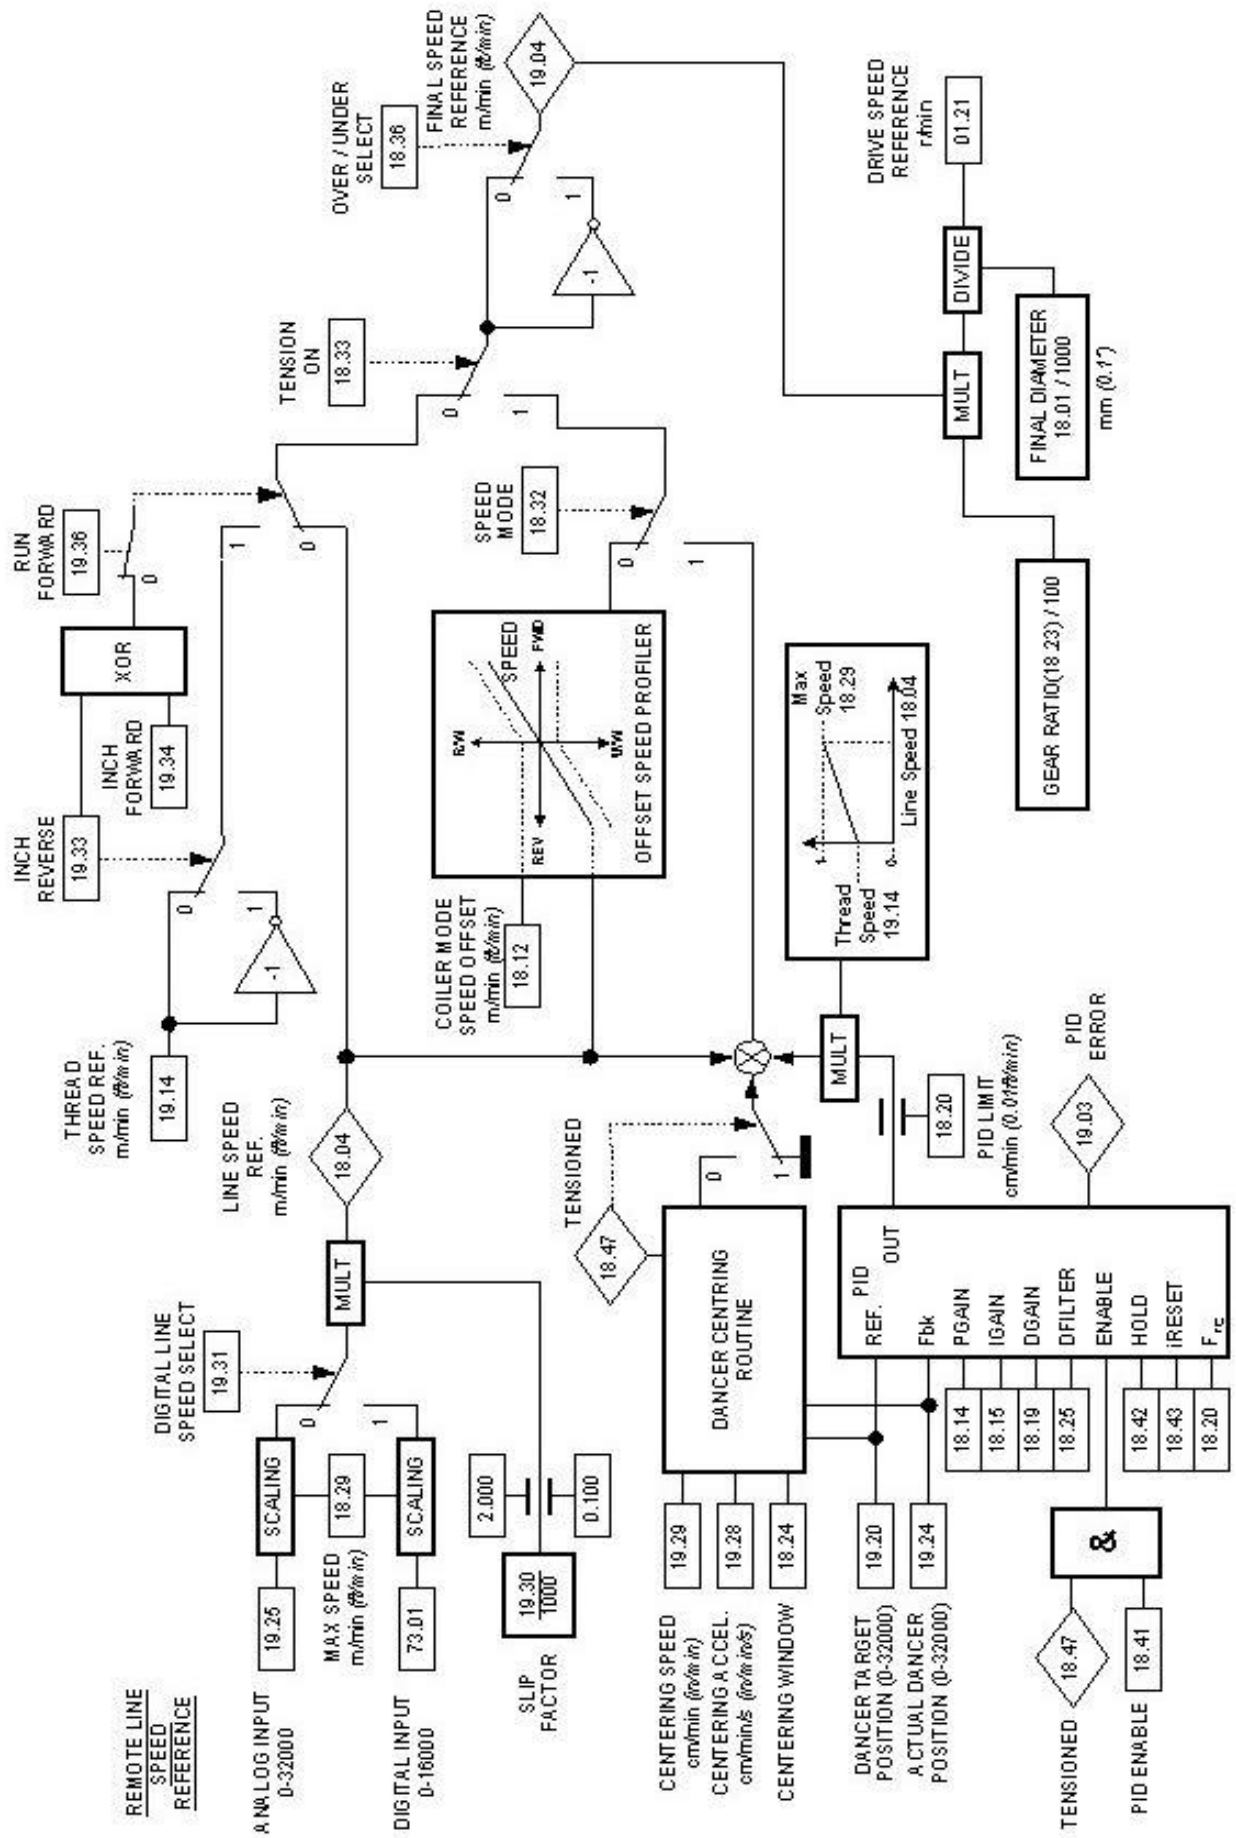 REMOTE LINE
SPEED
REFERENCE
ANALOG INPUT
0-32000
19.25
SCALING
MAX SPEED
m/min (ft/min)
18.29
DIGITAL INPUT
0-16000
73.01
SCALING
DIGITAL LINE
SPEED SELECT
19.31
0
1
MULT
SLIP
FACTOR
19.30
1000
2.000
0.100
LINE SPEED
REF.
m/min (ft/min)
18.04
THREAD
SPEED REF.
m/min (ft/min)
19.14
-1
0
1
INCH
REVERSE
19.33
INCH
FORWARD
19.34
XOR
RUN
FORWARD
19.36
0
1
0
TENSION
ON
18.33
0
1
OVER / UNDER
SELECT
18.36
0
1
-1
FINAL SPEED
REFERENCE
m/min (ft/min)
19.04
COILER MODE
SPEED OFFSET
m/min (ft/min)
18.12
R/W
SPEED
REV
FWD
U/W
OFFSET SPEED PROFILER
SPEED
MODE
18.32
0
1
CENTERING SPEED
cm/min (in/min)
19.29
CENTERING ACCEL.
cm/min/s (in/min/s)
19.28
CENTERING WINDOW
18.24
DANCER CENTRING
ROUTINE
TENSIONED
18.47
0
1
MULT
1
0
Thread
Speed
19.14
Max
Speed
18.29
Line Speed 18.04
DANCER TARGET
POSITION (0-32000)
19.20
ACTUAL DANCER
POSITION (0-32000)
19.24
REF.
PID
OUT
Fbk
18.14
PGAIN
18.15
IGAIN
18.19
DGAIN
18.25
DFILTER
ENABLE
18.42
HOLD
18.43
iRESET
18.20
Frc
18.20
PID LIMIT
cm/min (0.01ft/min)
19.03
PID
ERROR
TENSIONED
18.47
PID ENABLE
18.41
&
GEAR RATIO(18.23) / 100
MULT
DIVIDE
FINAL DIAMETER
18.01 / 1000
mm (0.1")
DRIVE SPEED
REFERENCE
r/min
01.21